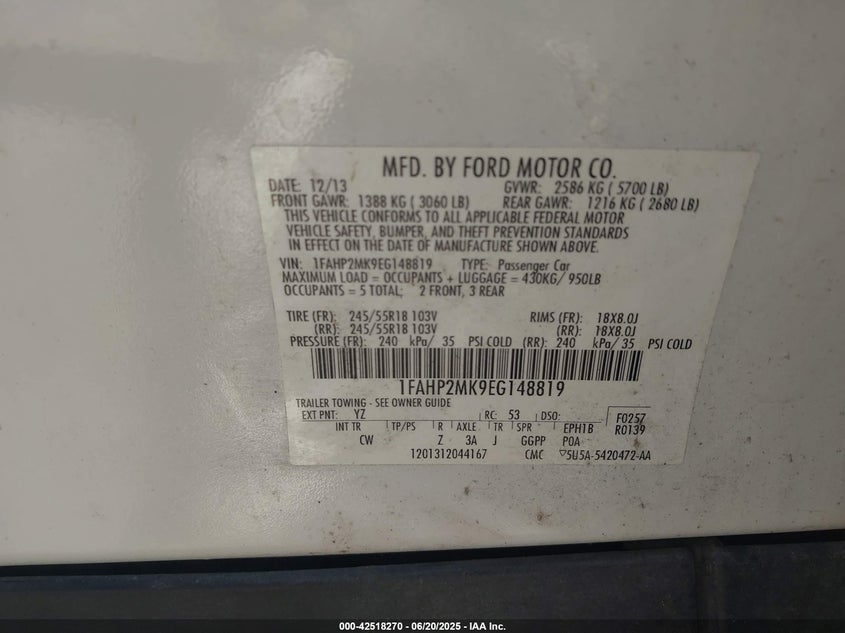 MFD. BY FORD MOTOR CO.
DATE: 12/13 GVWR: 2586 KG ( 5700 LB)
FRONT GAWR: 1388 KG ( 3060 LB) REAR GAWR: 1216 KG ( 2680 LB)
THIS VEHICLE CONFORMS TO ALL APPLICABLE FEDERAL MOTOR
VEHICLE SAFETY, BUMPER, AND THEFT PREVENTION STANDARDS
IN EFFECT ON THE DATE OF MANUFACTURE SHOWN ABOVE.
VIN: 1FAHP2MK9EG148819 TYPE: Passenger Car
MAXIMUM LOAD = OCCUPANTS + LUGGAGE = 430KG/ 950LB
OCCUPANTS = 5 TOTAL; 2 FRONT, 3 REAR
TIRE (FR): 245/55R18 103V RIMS (FR): 18X8.0J
(RR): 245/55R18 103V (RR): 18X8.0J
PRESSURE (FR): 240 kPa/ 35 PSI COLD (RR): 240 kPa/ 35 PSI COLD
1FAHP2MK9EG148819
TRAILER TOWING - SEE OWNER GUIDE
EXT PNT: YZ RC: 53 DSO: F0257
INT TR TP/PS R AXLE TR SPR EPH1B R0139
CW Z 3A J GGPP POA
1201312044167 CMC ▽5U5A-5420472-AA
000-42518270 - 06/20/2025 - IAA Inc.